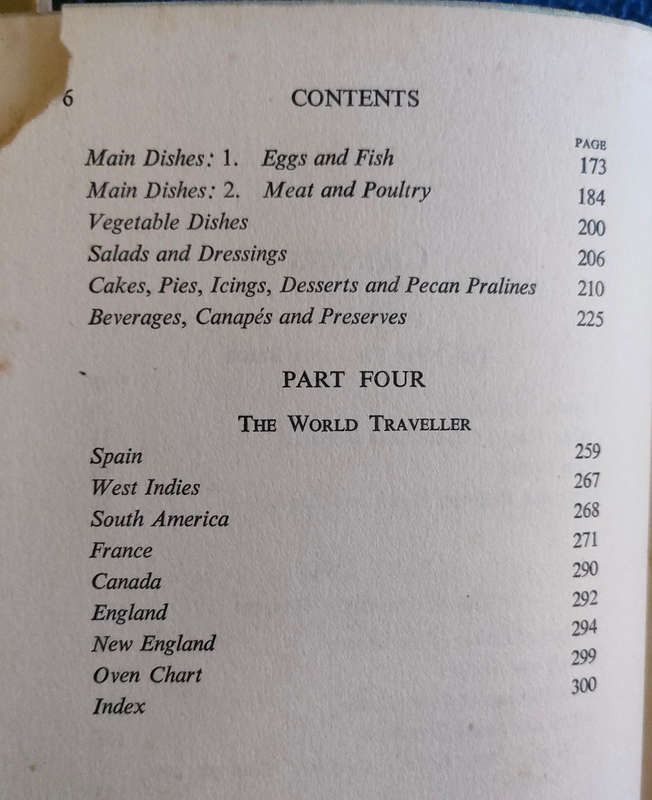 6 CONTENTS
PAGE
Main Dishes: 1. Eggs and Fish 173
Main Dishes: 2. Meat and Poultry 184
Vegetable Dishes 200
Salads and Dressings 206
Cakes, Pies, Icings, Desserts and Pecan Pralines 210
Beverages, Canapés and Preserves 225
PART FOUR
The World Traveller
Spain 259
West Indies 267
South America 268
France 271
Canada 290
England 292
New England 294
Oven Chart 299
Index 300